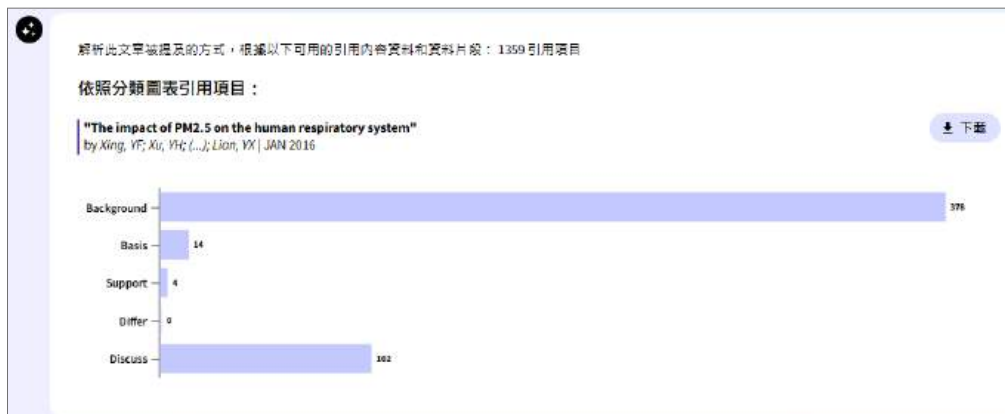 解析此文章被提及的方式，根據以下可用的引用內容資料和資料片段： 1359 引用項目
依照分類圖表引用項目：
"The impact of PM2.5 on the human respiratory system"
by Xing, YF; Xu, YH; (...); Lian, YX | JAN 2016
下載
Background 376
Basis 14
Support 4
Differ 0
Discuss 102